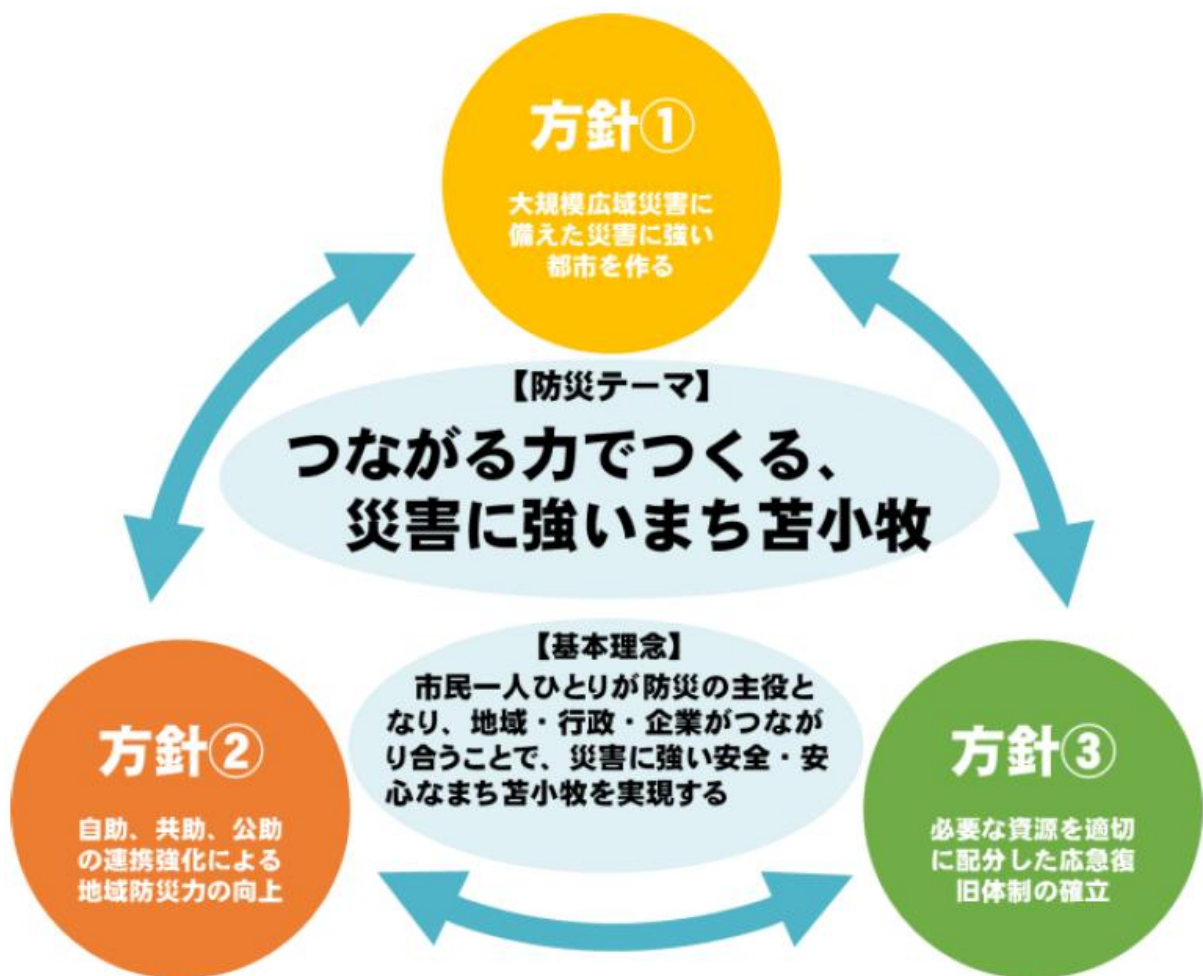 方針①
大規模広域災害に
備えた災害に強い
都市を作る
【防災テーマ】
つながる力でつくる、
災害に強いまち苫小牧
【基本理念】
市民一人ひとりが防災の主役と
なり、地域・行政・企業がつなが
り合うことで、災害に強い安全・安
心なまち苫小牧を実現する
方針②
自助、共助、公助
の連携強化による
地域防災力の向上
方針③
必要な資源を適切
に配分した応急復
旧体制の確立